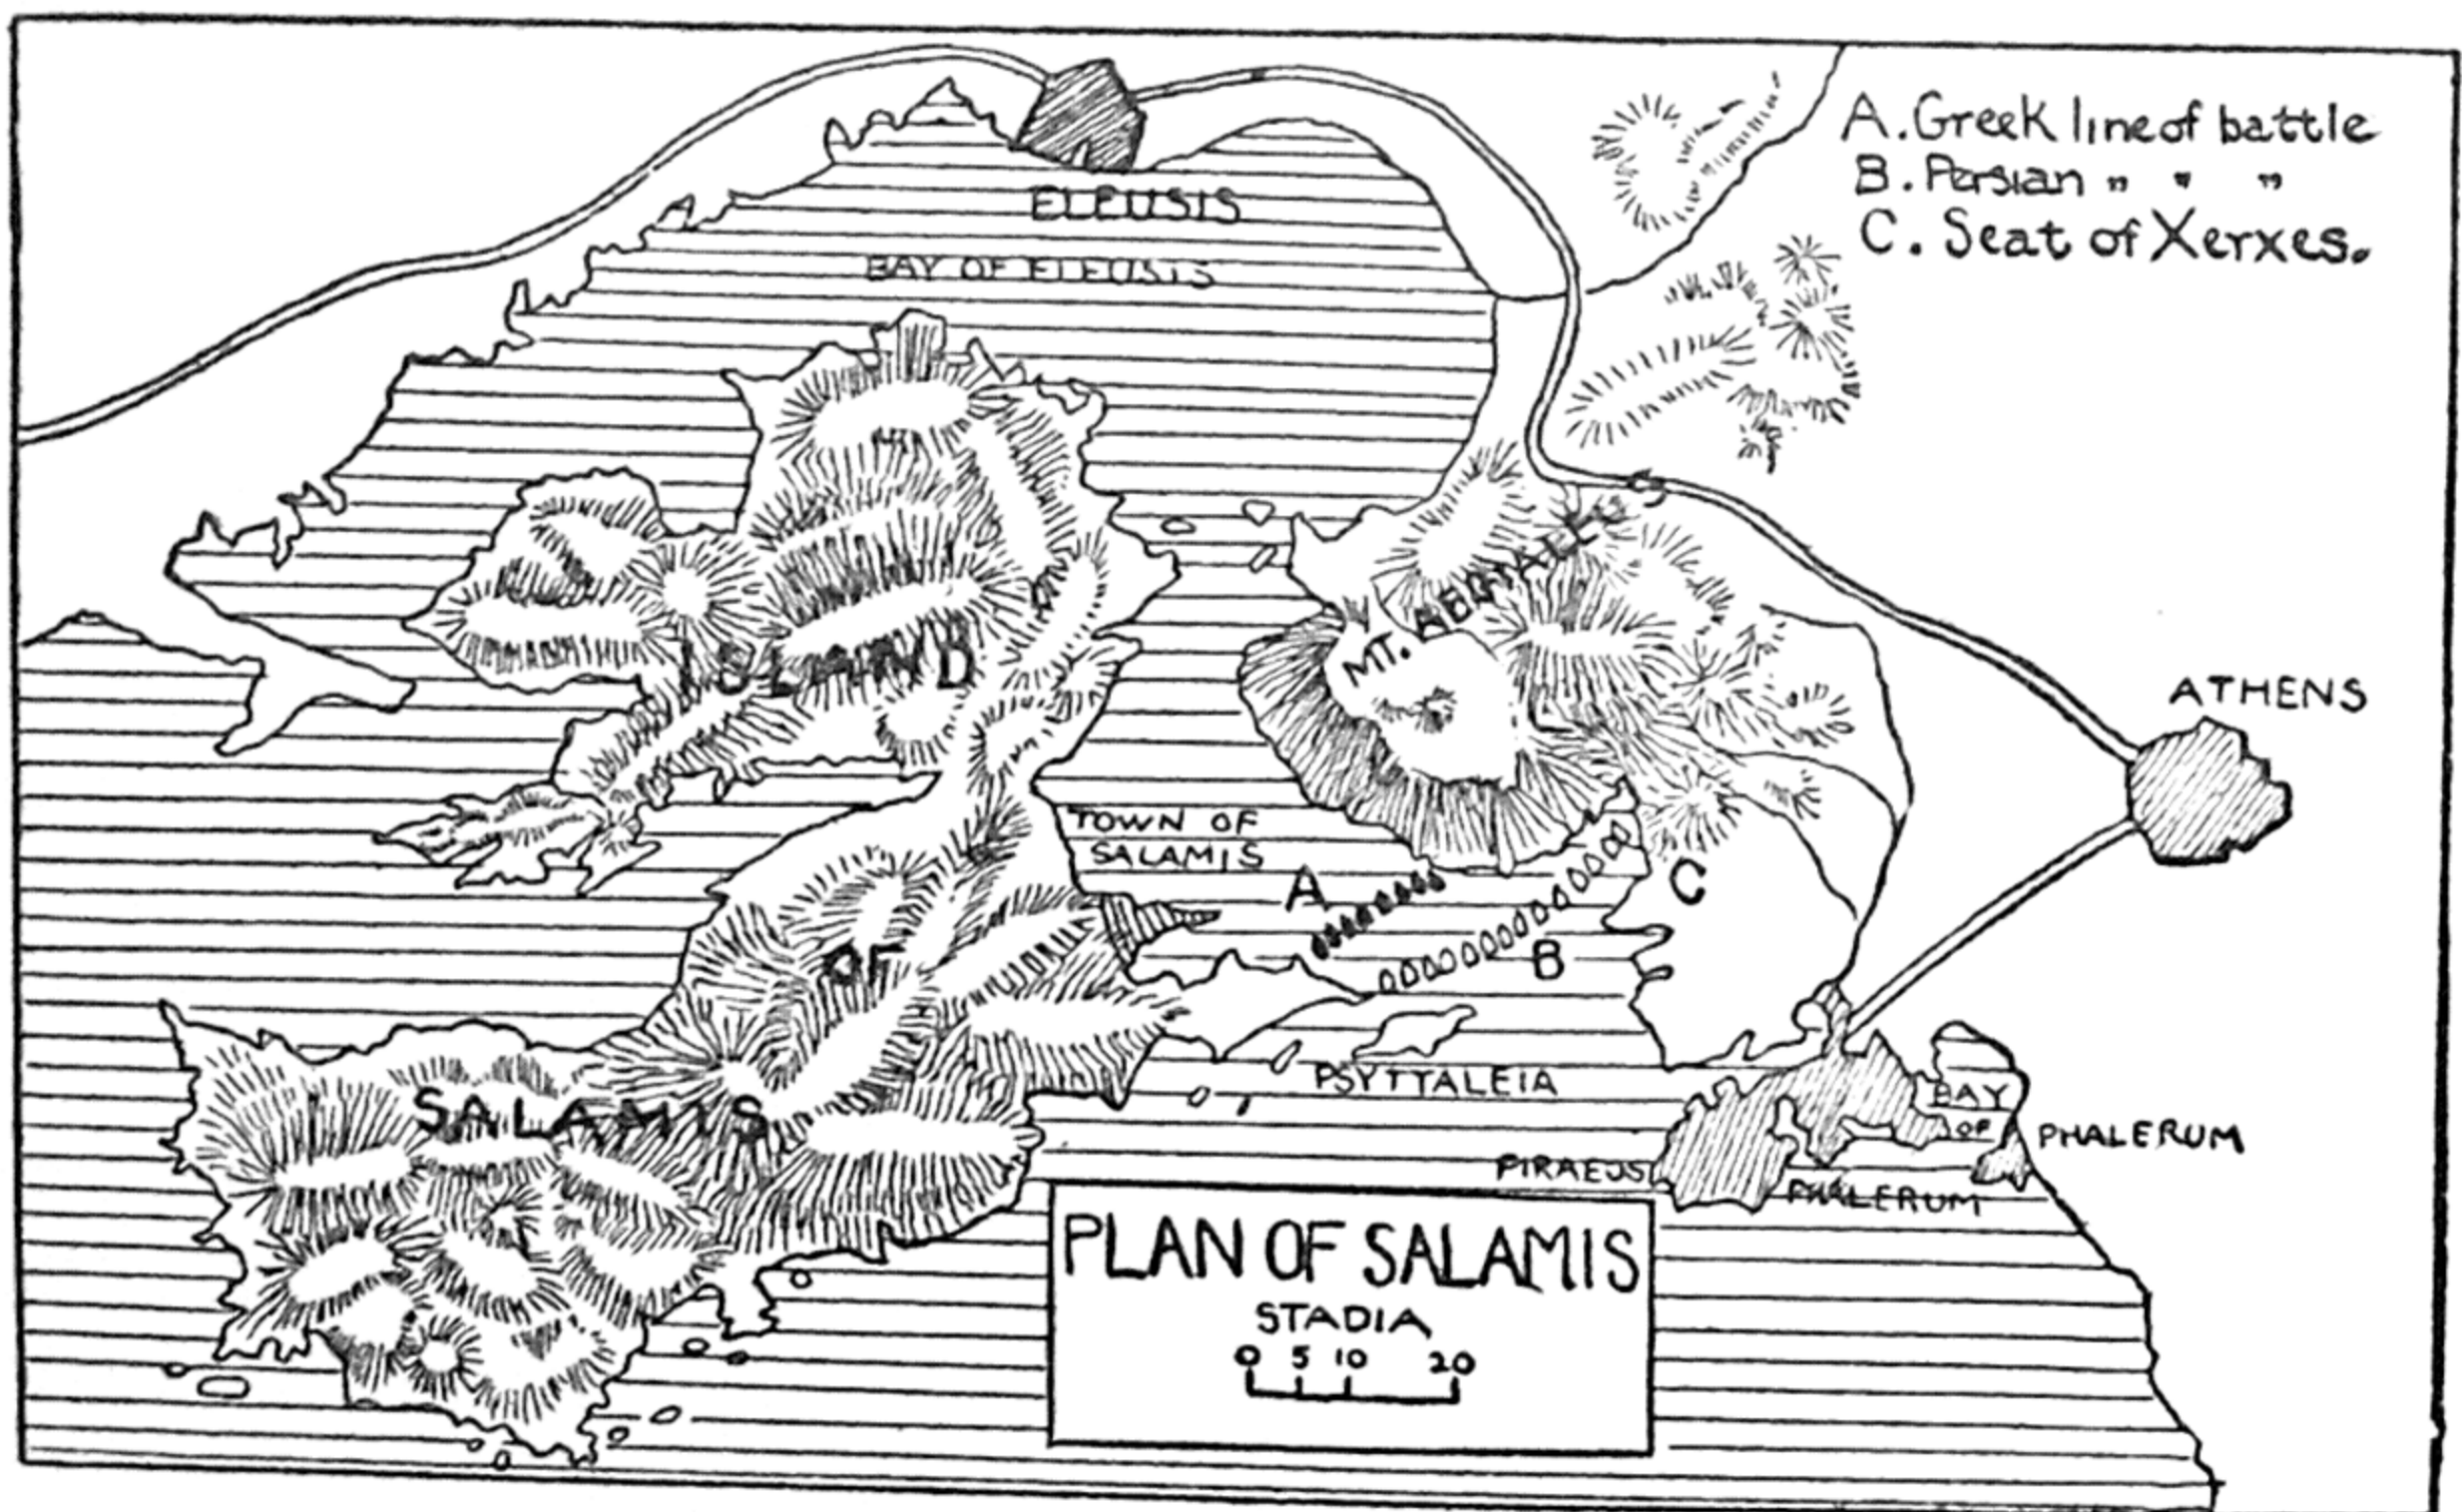 A. Greek line of battle
B. Persian " " "
C. Seat of Xerxes.
ELEUSIS
BAY OF ELEUSIS
MT. AEGIALE
ISLAND
OF
SALAMIS
ATHENS
TOWN OF
SALAMIS
A
B
C
PSYTTALEIA
PIRAEUS
PHALERUM
BAY
OF
PHALERUM
PLAN OF SALAMIS
STADIA
0 5 10 20